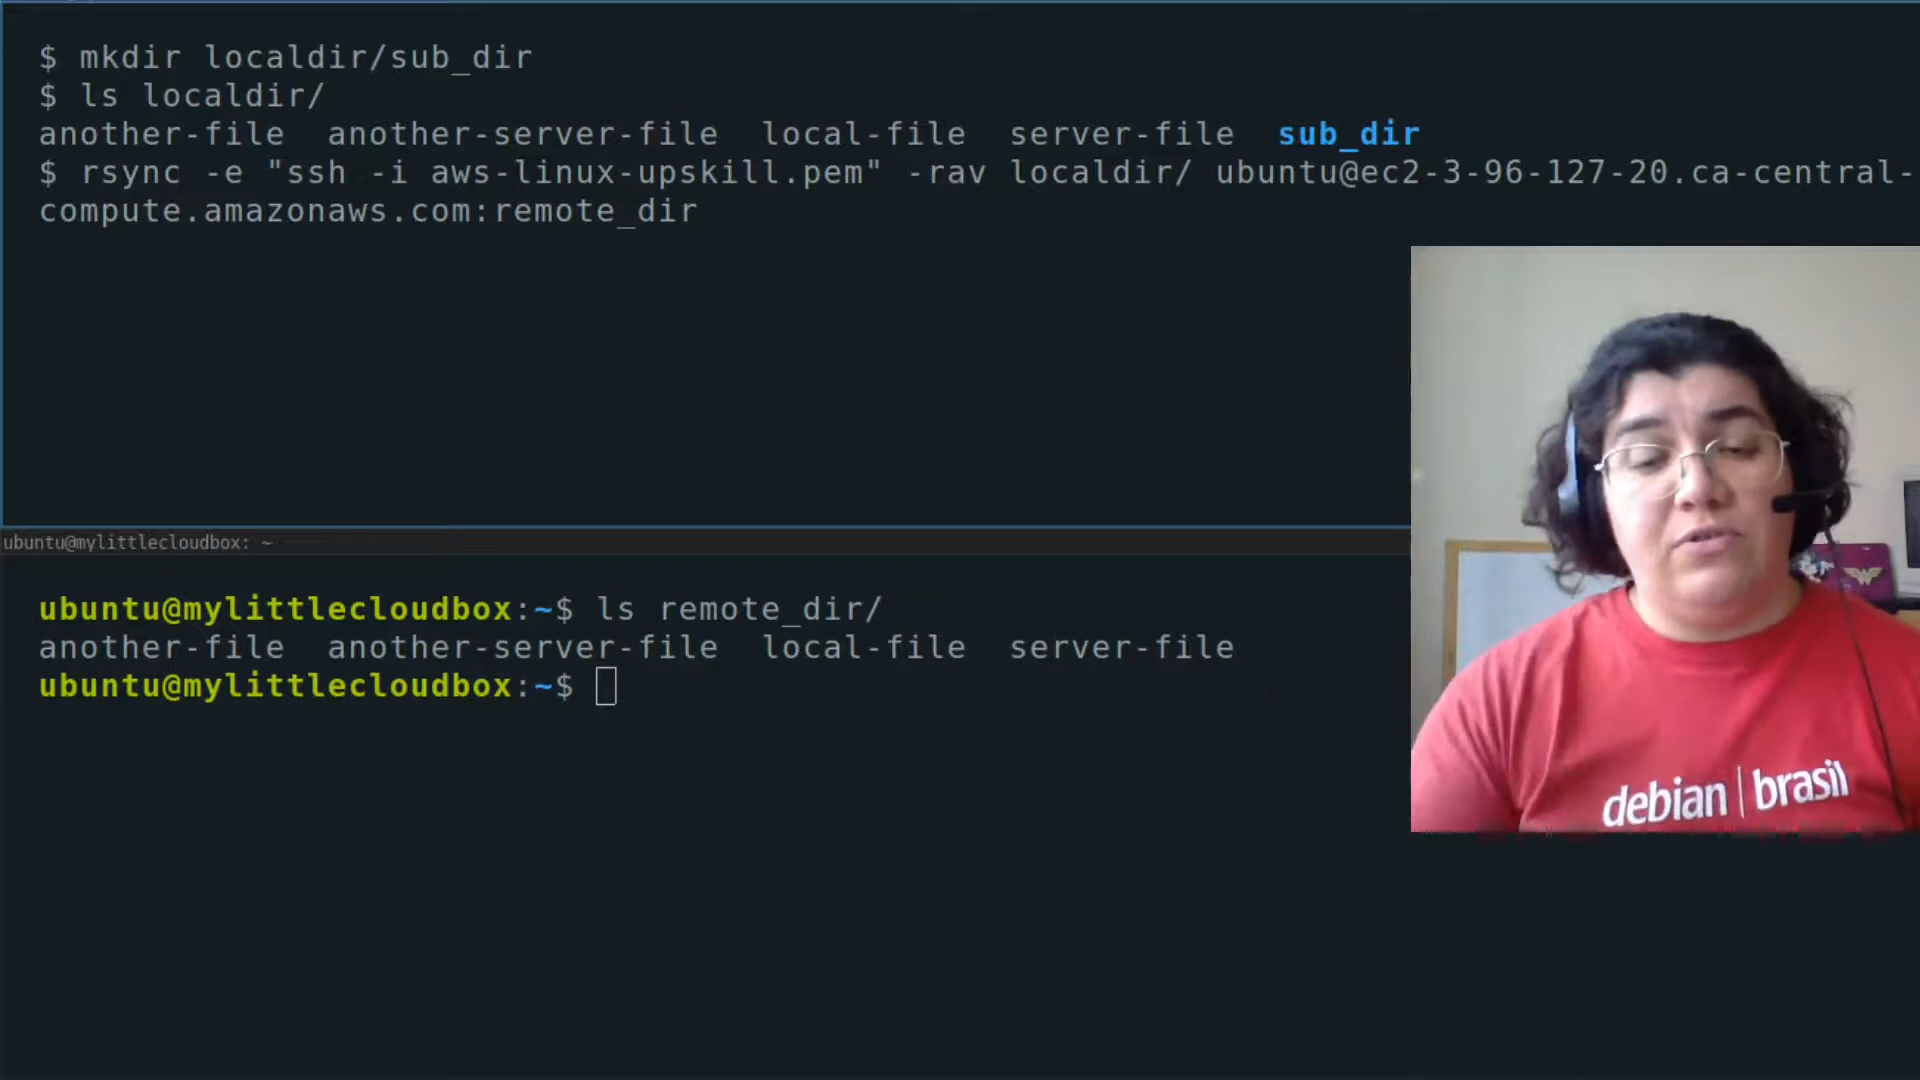 $ mkdir localdir/sub_dir
$ ls localdir/
another-file  another-server-file  local-file  server-file  sub_dir
$ rsync -e "ssh -i aws-linux-upskill.pem" -rav localdir/ ubuntu@ec2-3-96-127-20.ca-central-
compute.amazonaws.com:remote_dir
ubuntu@mylittlecloudbox: ~
ubuntu@mylittlecloudbox:~$ ls remote_dir/
another-file  another-server-file  local-file  server-file
ubuntu@mylittlecloudbox:~$
debian | brasil